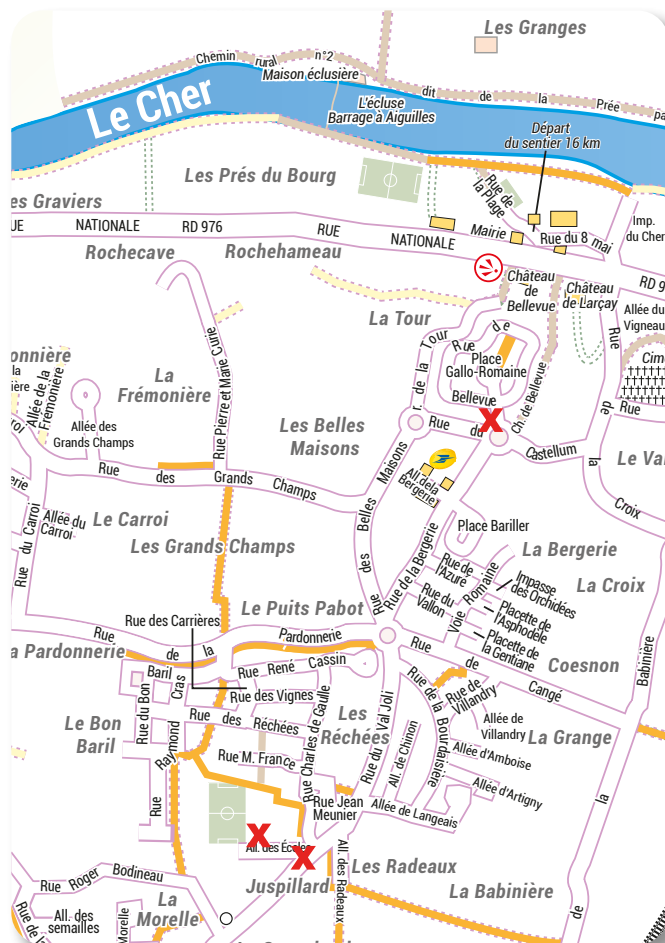 Les Granges
Chemin rural n°2 dit de la Prée
Maison éclusière
Le Cher
L'écluse
Barrage à Aiguilles
Départ
du sentier 16 km
Les Prés du Bourg
Rue de
la Plage
es Graviers
UE NATIONALE RD 976 RUE NATIONALE
Mairie
Rue du 8 mai
Imp.
du Cher
Rochecave
Rochehameau
RD 9
Château
de
Bellevue
Château
de Larçay
Allée du
Vigneau
La Tour
r. de la Tour
Rue de Bellevue
Place
Gallo-Romaine
Ch. de Bellevue
Cim
onnière
la
ière
Allée de la
Frémonière
La
Frémonière
Rue Pierre et Marie Curie
Allée des
Grands Champs
Les Belles
Maisons
X
Rue du Castellum
Rue
Rue de la Croix
Le Va
Rue des Grands Champs
Rue des Belles Maisons
All. de la
Bergerie
erie
Rue du Carroi
Le Carroi
Allée du
Carroi
Les Grands Champs
Place Bariller
Rue de la Bergerie
La Bergerie
Rue de
l'Azuré
Voie Romaine
Impasse
des Orchidées
La Croix
Rue du
Vallon
Placette de
l'Asphodèle
Placette de
la Gentiane
Le Puits Pabot
Rue des Carrières
Rue de la Pardonnerie
a Pardonnerie
Rue de Cangé
Coesnon
Babinière
Rue du Bon
Baril
Rue Raymond Cras
Rue René Cassin
Rue des Vignes
Rue des Réchées
Rue Charles de Gaulle
Le Bon
Baril
Les
Réchées
Rue du Val Joli
Rue de la Bourdaisière
Rue de
Villandry
Allée de
Villandry
La Grange
All. de Chinon
Allée d'Amboise
Allée d'Artigny
Rue M. France
Rue Jean
Meunier
Allée de Langeais
X
All. des Écoles
X
Juspillard
All. des Radeaux
Les Radeaux
La Babinière
de la
Rue Roger Bodineau
All. des
semailles
La
Morelle
Morelle
Rue de la